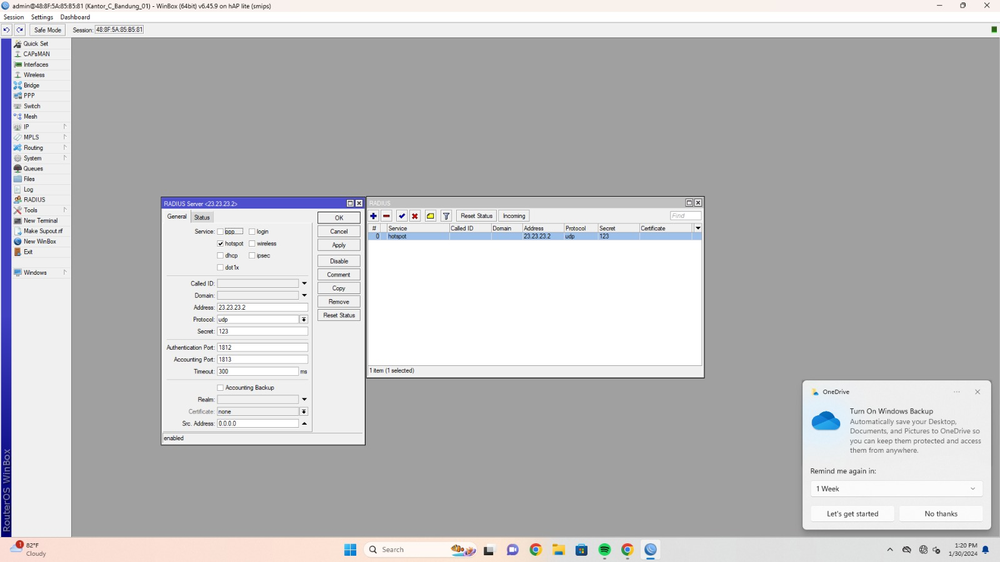 admin@48:8F:5A:85:B5:81 (Kantor_C_Bandung_01) - WinBox (64bit) v6.45.9 on hAP lite (smips)
Session Settings Dashboard
Safe Mode Session: 48:8F:5A:85:B5:81
Quick Set
CAPsMAN
Interfaces
Wireless
Bridge
PPP
Switch
Mesh
IP
MPLS
Routing
System
Queues
Files
Log
RADIUS
Tools
New Terminal
Make Supout.rif
New WinBox
Exit
Windows
RouterOS WinBox
RADIUS Server <23.23.23.2>
General Status
Service: ppp login
hotspot wireless
dhcp ipsec
dot1x
Called ID:
Domain:
Address: 23.23.23.2
Protocol: udp
Secret: 123
Authentication Port: 1812
Accounting Port: 1813
Timeout: 300 ms
Accounting Backup
Realm:
Certificate: none
Src. Address: 0.0.0.0
enabled
OK
Cancel
Apply
Disable
Comment
Copy
Remove
Reset Status
RADIUS
Reset Status Incoming Find
# Service Called ID Domain Address Protocol Secret Certificate
0 hotspot 23.23.23.2 udp 123
1 item (1 selected)
OneDrive
Turn On Windows Backup
Automatically save your Desktop,
Documents, and Pictures to OneDrive so
you can keep them protected and access
them from anywhere.
Remind me again in:
1 Week
Let's get started No thanks
1
82°F
Cloudy
Search
1:20 PM
1/30/2024